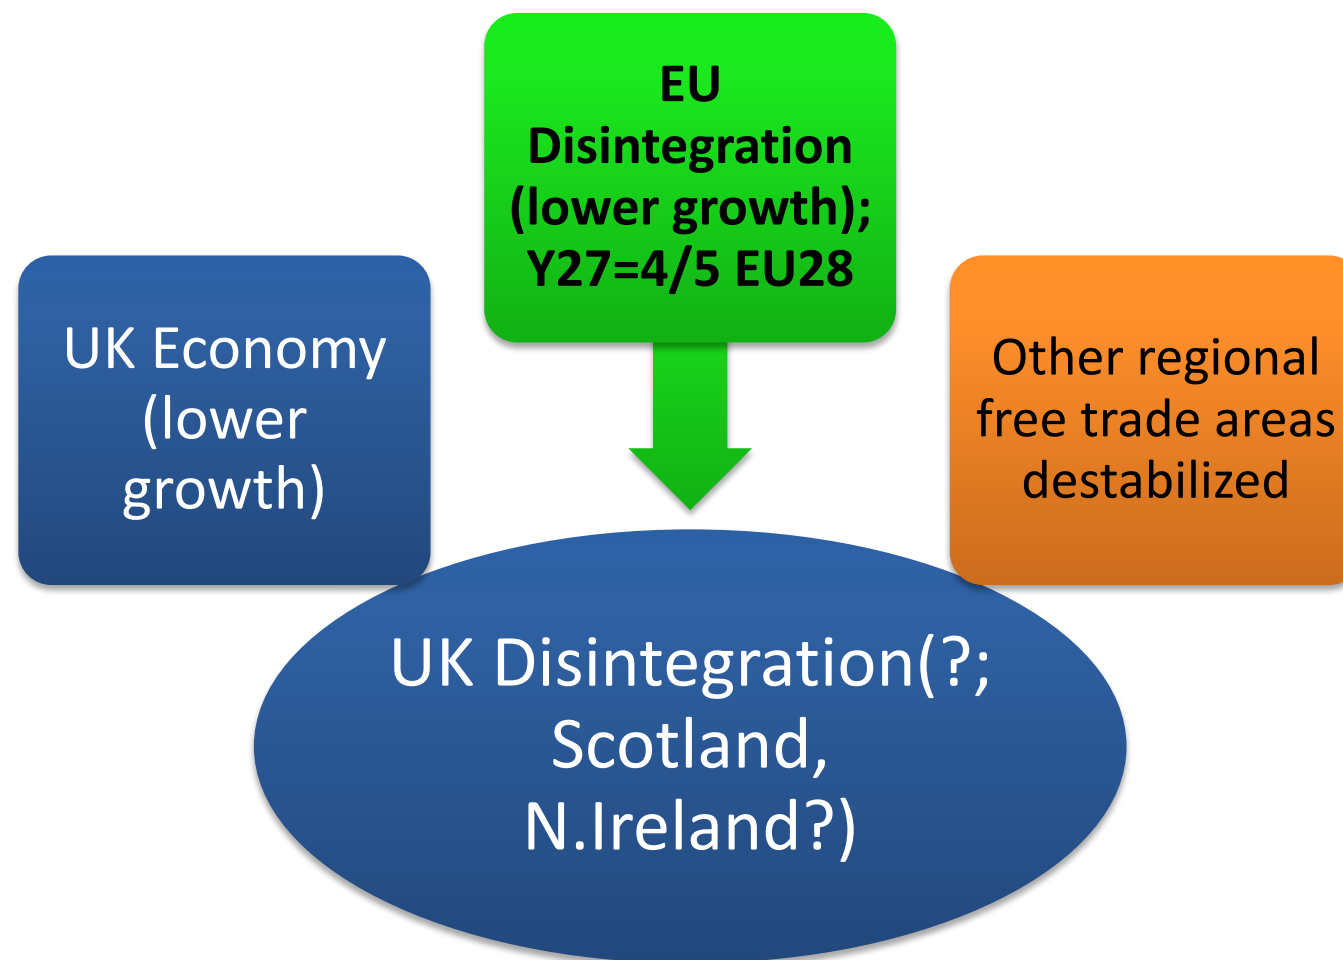 EU
Disintegration
(lower growth);
Y27=4/5 EU28
UK Economy
(lower
growth)
Other regional
free trade areas
destabilized
UK Disintegration(?;
Scotland,
N.Ireland?)